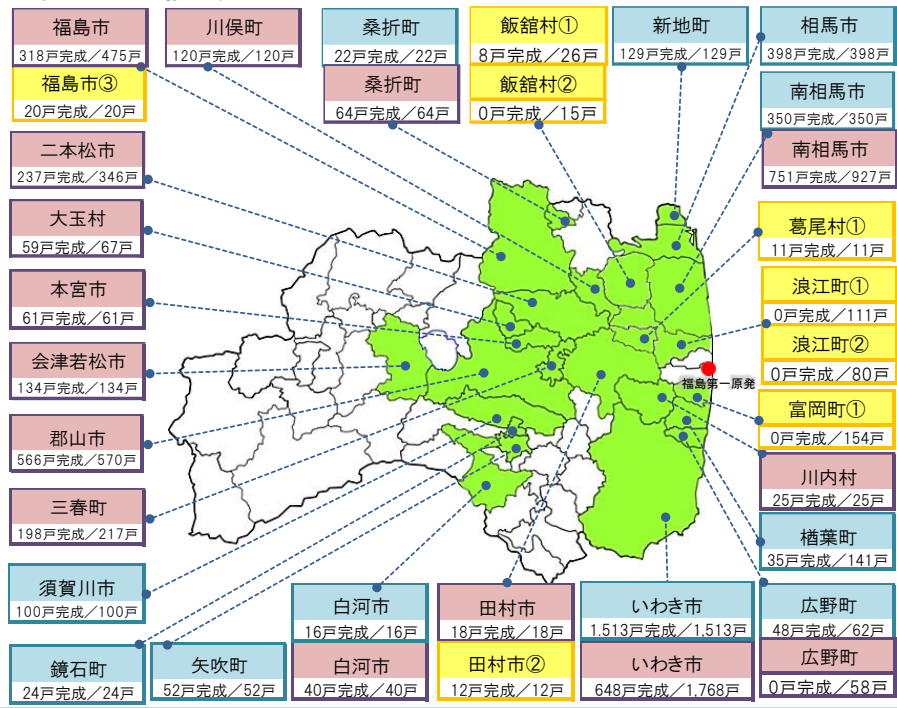 福島市
318戸完成／475戸
福島市③
20戸完成／20戸
川俣町
120戸完成／120戸
桑折町
22戸完成／22戸
桑折町
64戸完成／64戸
飯舘村①
8戸完成／26戸
飯舘村②
0戸完成／15戸
新地町
129戸完成／129戸
相馬市
398戸完成／398戸
南相馬市
350戸完成／350戸
南相馬市
751戸完成／927戸
二本松市
237戸完成／346戸
大玉村
59戸完成／67戸
本宮市
61戸完成／61戸
会津若松市
134戸完成／134戸
郡山市
566戸完成／570戸
三春町
198戸完成／217戸
須賀川市
100戸完成／100戸
鏡石町
24戸完成／24戸
矢吹町
52戸完成／52戸
葛尾村①
11戸完成／11戸
浪江町①
0戸完成／111戸
浪江町②
0戸完成／80戸
福島第一原発
富岡町①
0戸完成／154戸
川内村
25戸完成／25戸
楢葉町
35戸完成／141戸
白河市
16戸完成／16戸
白河市
40戸完成／40戸
田村市
18戸完成／18戸
田村市②
12戸完成／12戸
いわき市
1,513戸完成／1,513戸
いわき市
648戸完成／1,768戸
広野町
48戸完成／62戸
広野町
0戸完成／58戸